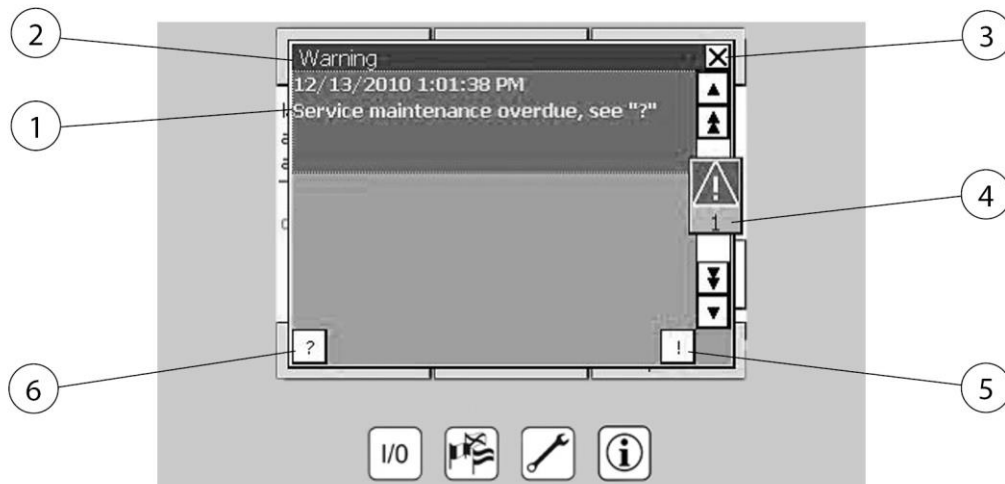 2
3
Warning
X
12/13/2010 1:01:38 PM
1
Service maintenance overdue, see "?"
!
1
4
?
!
6
5
I/0
i